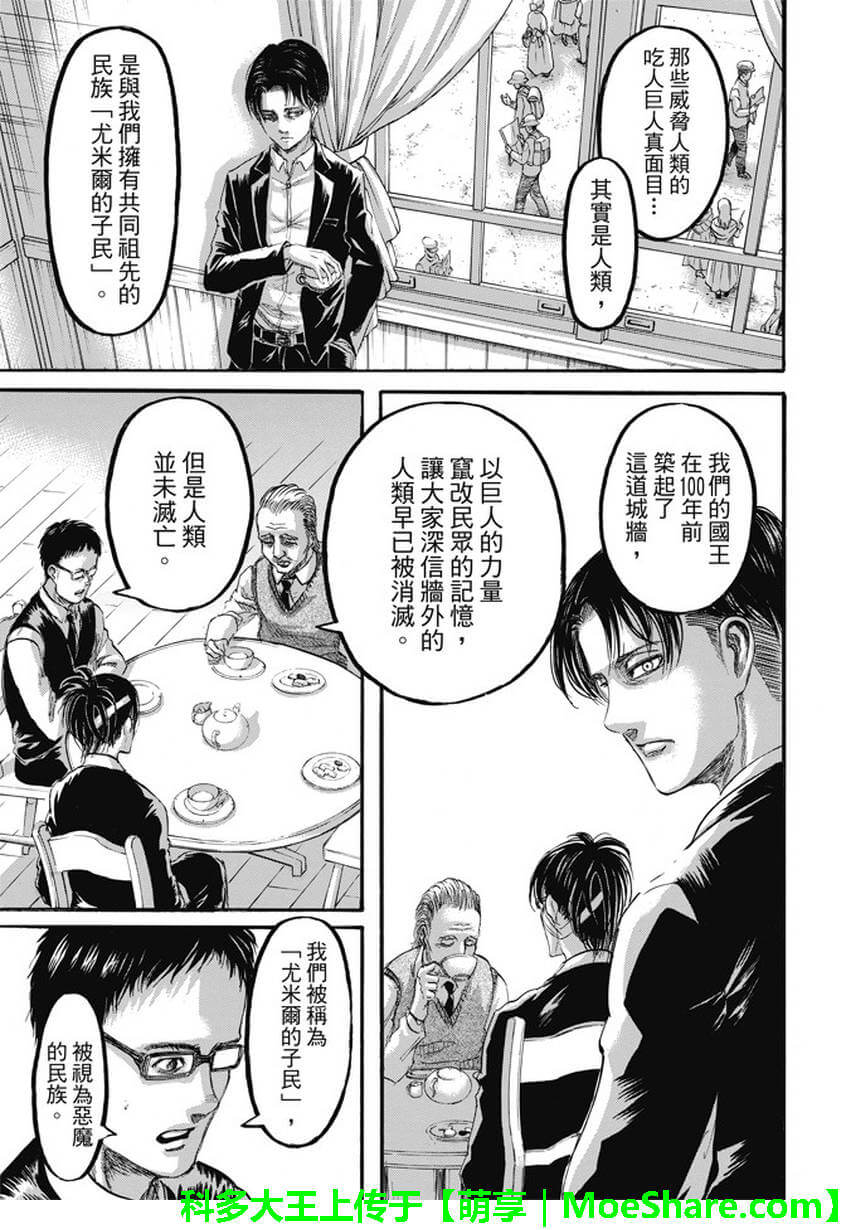 那些威脅人類的
吃人巨人真面目…
其實是人類，
是與我們擁有共同祖先的
民族「尤米爾的子民」。
我們的國王
在100年前
築起了
這道城牆，
以巨人的力量
竄改民眾的記憶，
讓大家深信牆外的
人類早已被消滅。
但是人類
並未滅亡。
我們被稱為
「尤米爾的子民」，
被視為惡魔
的民族。
科多大王上传于【萌享｜MoeShare.com】